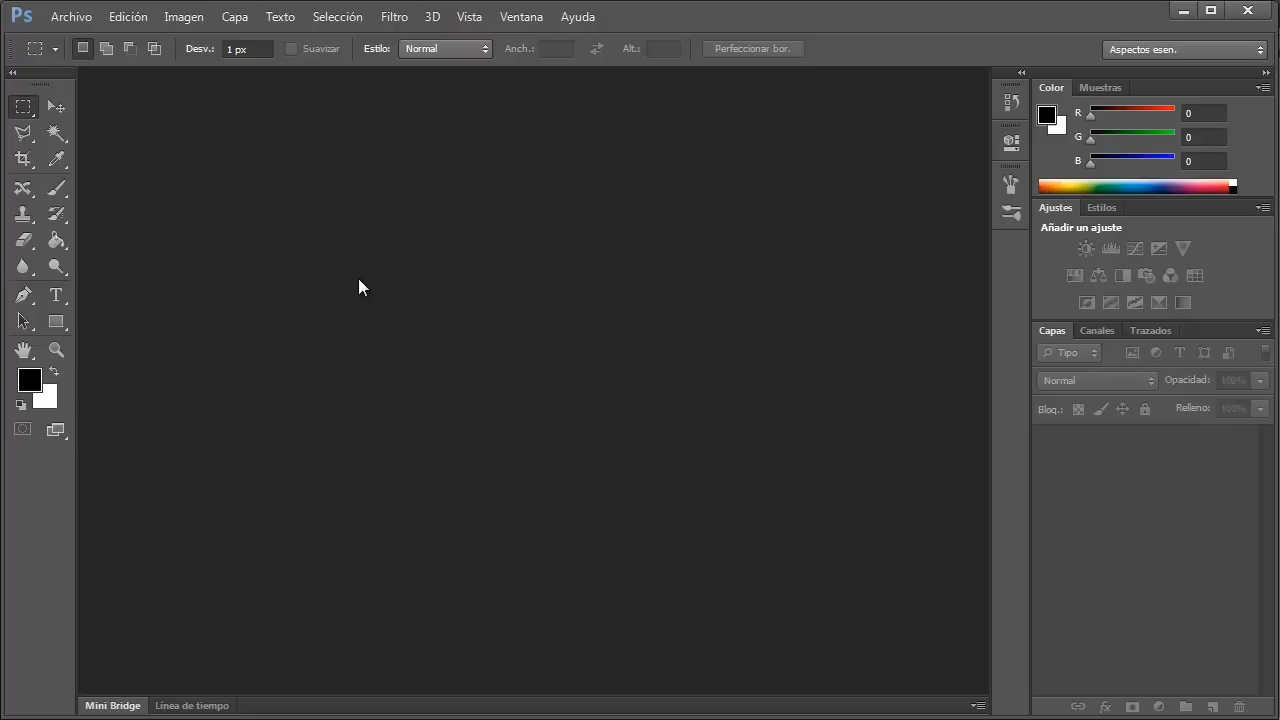 Ps Archivo Edición Imagen Capa Texto Selección Filtro 3D Vista Ventana Ayuda
Desv.: 1 px Suavizar Estilo: Normal Anch.: Alt.: Perfeccionar bor. Aspectos esen.
Color Muestras
R 0
G 0
B 0
Ajustes Estilos
Añadir un ajuste
Capas Canales Trazados
Tipo
Normal Opacidad: 100%
Bloq.: Relleno: 100%
Mini Bridge Línea de tiempo